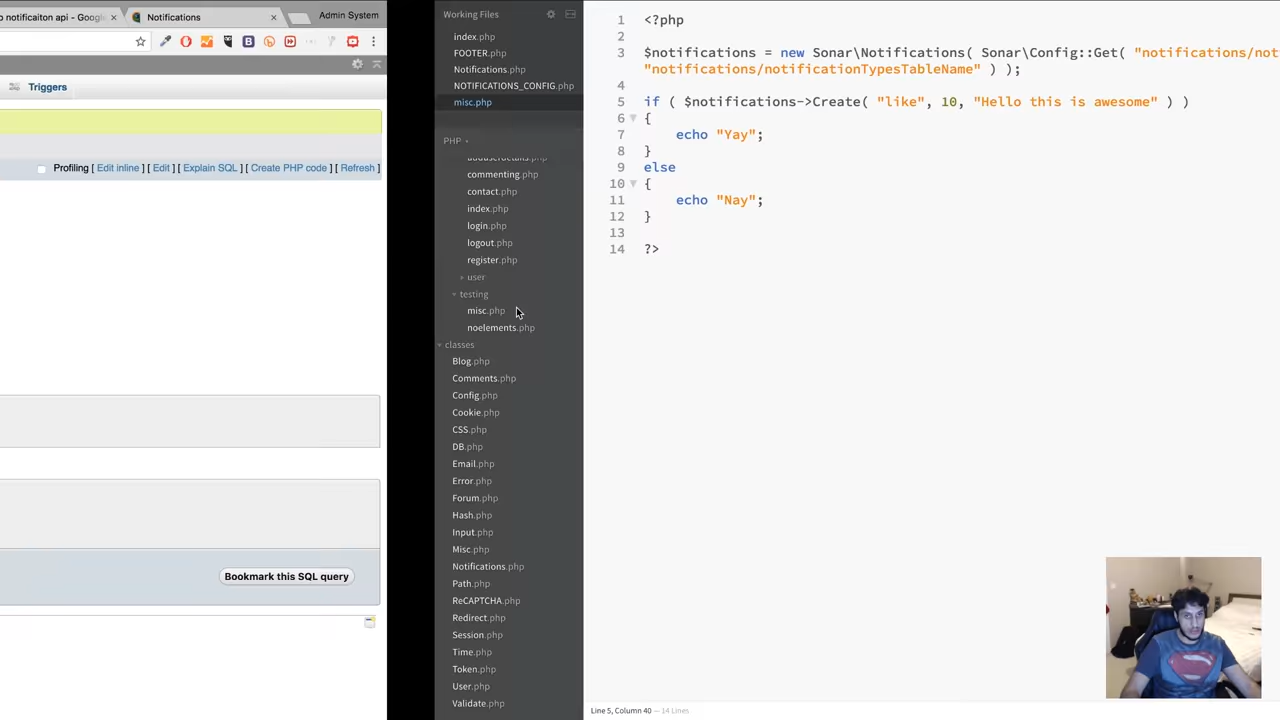 o notificaiton api - Goog
Notifications
Admin System
Triggers
Profiling [ Edit inline ] [ Edit ] [ Explain SQL ] [ Create PHP code ] [ Refresh ]
Bookmark this SQL query
Working Files
index.php
FOOTER.php
Notifications.php
NOTIFICATIONS_CONFIG.php
misc.php
PHP
commenting.php
contact.php
index.php
login.php
logout.php
register.php
user
testing
misc.php
noelements.php
classes
Blog.php
Comments.php
Config.php
Cookie.php
CSS.php
DB.php
Email.php
Error.php
Forum.php
Hash.php
Input.php
Misc.php
Notifications.php
Path.php
ReCAPTCHA.php
Redirect.php
Session.php
Time.php
Token.php
User.php
Validate.php
1 <?php
2
3 $notifications = new Sonar\Notifications( Sonar\Config::Get( "notifications/not
"notifications/notificationTypesTableName" ) );
4
5 if ( $notifications->Create( "like", 10, "Hello this is awesome" ) )
6 {
7 echo "Yay";
8 }
9 else
10 {
11 echo "Nay";
12 }
13
14 ?>
Line 5, Column 40 — 14 Lines